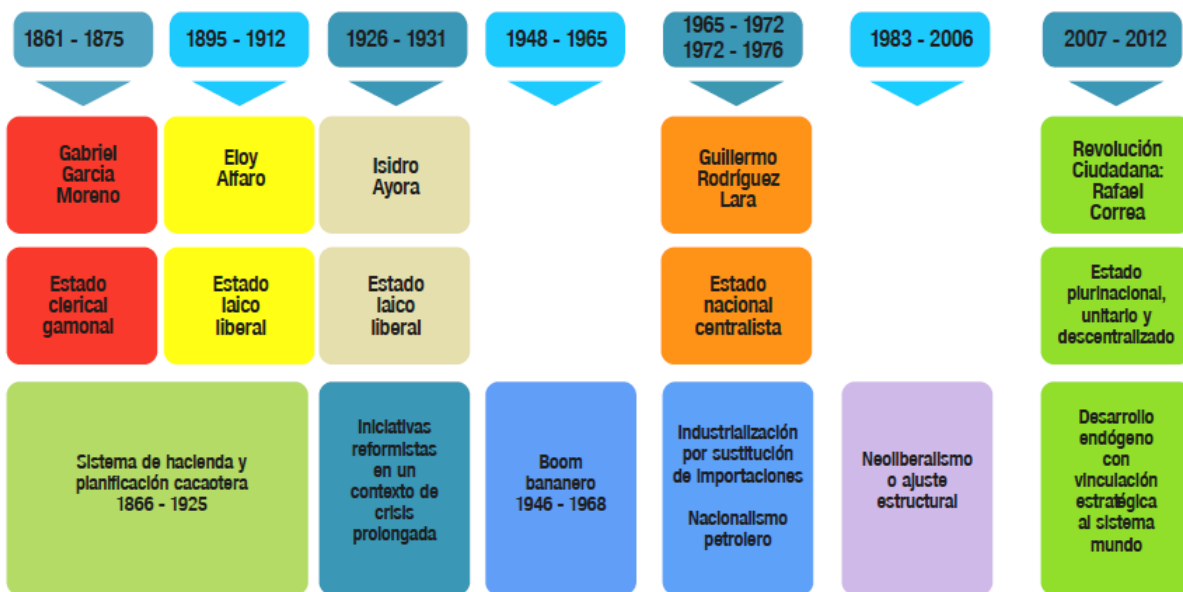 1861 - 1875
1895 - 1912
1926 - 1931
1948 - 1965
1965 - 1972
1972 - 1976
1983 - 2006
2007 - 2012
Gabriel
Garcia
Moreno
Eloy
Alfaro
Isidro
Ayora
Guillermo
Rodríguez
Lara
Revolución
Ciudadana:
Rafael
Correa
Estado
clerical
gamonal
Estado
laico
liberal
Estado
laico
liberal
Estado
nacional
centralista
Estado
plurinacional,
unitario y
descentralizado
Sistema de hacienda y
planificación cacaotera
1866 - 1925
Iniciativas
reformistas
en un
contexto de
crisis
prolongada
Boom
bananero
1946 - 1968
Industrialización
por sustitución
de importaciones
Nacionalismo
petrolero
Neoliberalismo
o ajuste
estructural
Desarrollo
endógeno
con
vinculación
estratégica
al sistema
mundo